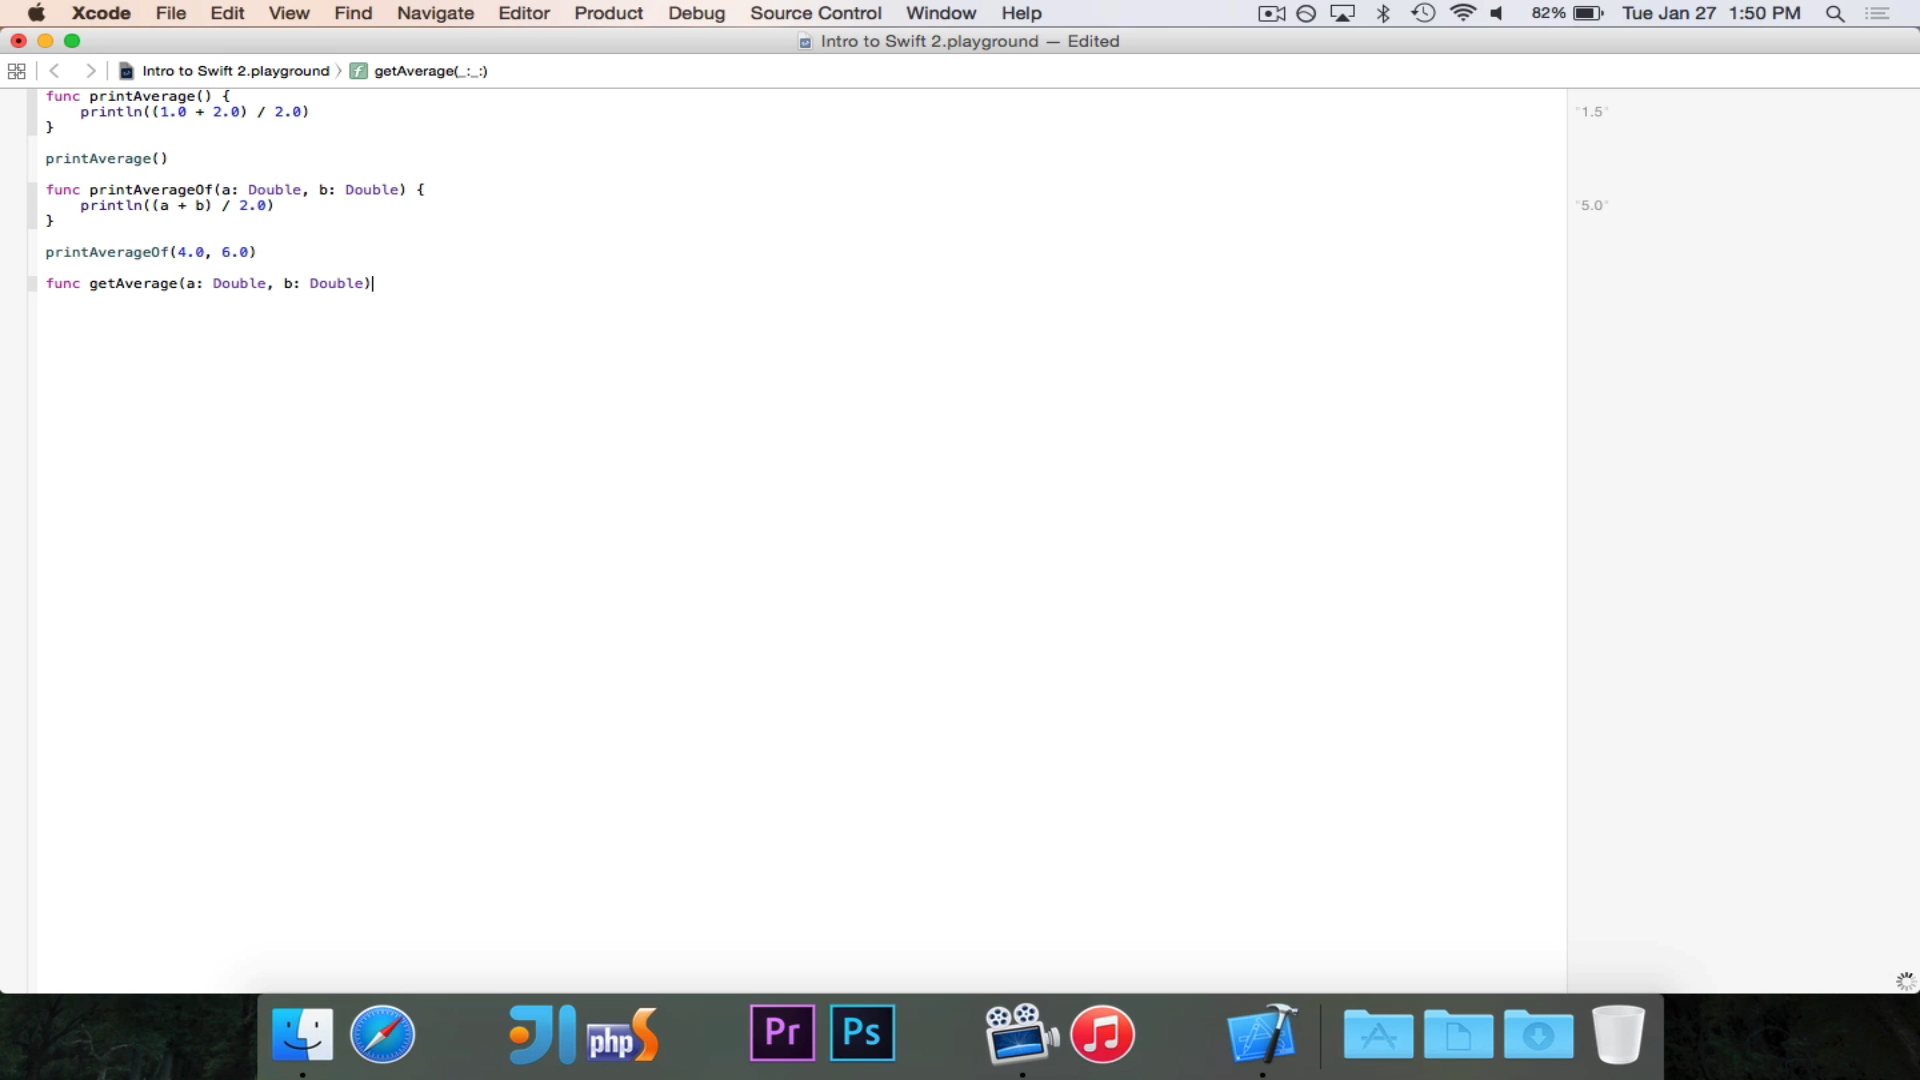 Xcode File Edit View Find Navigate Editor Product Debug Source Control Window Help 82% Tue Jan 27 1:50 PM
Intro to Swift 2.playground — Edited
Intro to Swift 2.playground f getAverage(_:_:)
func printAverage() {
    println((1.0 + 2.0) / 2.0) "1.5"
}
printAverage()
func printAverageOf(a: Double, b: Double) {
    println((a + b) / 2.0) "5.0"
}
printAverageOf(4.0, 6.0)
func getAverage(a: Double, b: Double)
php Pr Ps